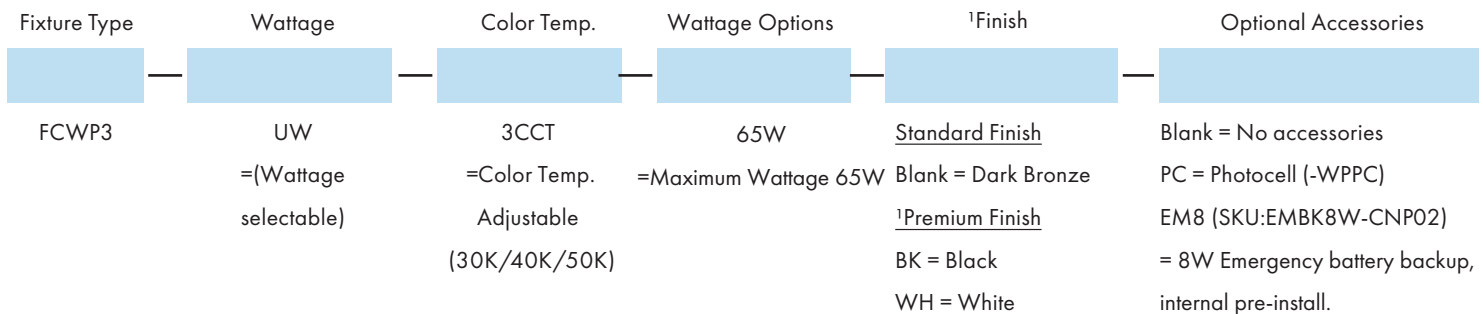 Fixture Type
Wattage
Color Temp.
Wattage Options
¹Finish
Optional Accessories
FCWP3
UW
=(Wattage
selectable)
3CCT
=Color Temp.
Adjustable
(30K/40K/50K)
65W
=Maximum Wattage 65W
Standard Finish
Blank = Dark Bronze
¹Premium Finish
BK = Black
WH = White
Blank = No accessories
PC = Photocell (-WPPC)
EM8 (SKU:EMBK8W-CNP02)
= 8W Emergency battery backup,
internal pre-install.